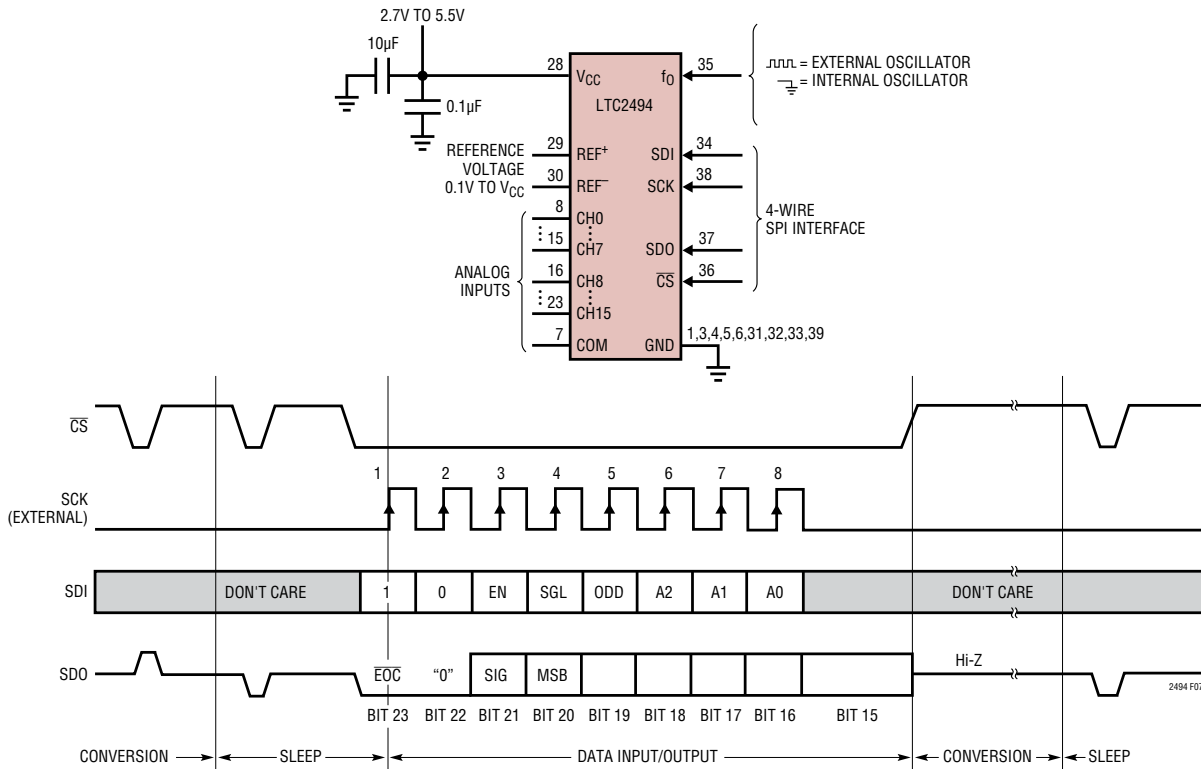 2.7V TO 5.5V
10µF
0.1µF
28 VCC
fO 35
= EXTERNAL OSCILLATOR
= INTERNAL OSCILLATOR
LTC2494
REFERENCE VOLTAGE 0.1V TO VCC
29 REF+
30 REF–
SDI 34
SCK 38
4-WIRE
SPI INTERFACE
SDO 37
CS 36
ANALOG
INPUTS
8 CH0
15 CH7
16 CH8
23 CH15
7 COM
GND 1,3,4,5,6,31,32,33,39
CS
1 2 3 4 5 6 7 8
SCK
(EXTERNAL)
SDI DON'T CARE 1 0 EN SGL ODD A2 A1 A0 DON'T CARE
SDO EOC “0” SIG MSB Hi-Z
2494 F07
BIT 23 BIT 22 BIT 21 BIT 20 BIT 19 BIT 18 BIT 17 BIT 16 BIT 15
CONVERSION SLEEP DATA INPUT/OUTPUT CONVERSION SLEEP